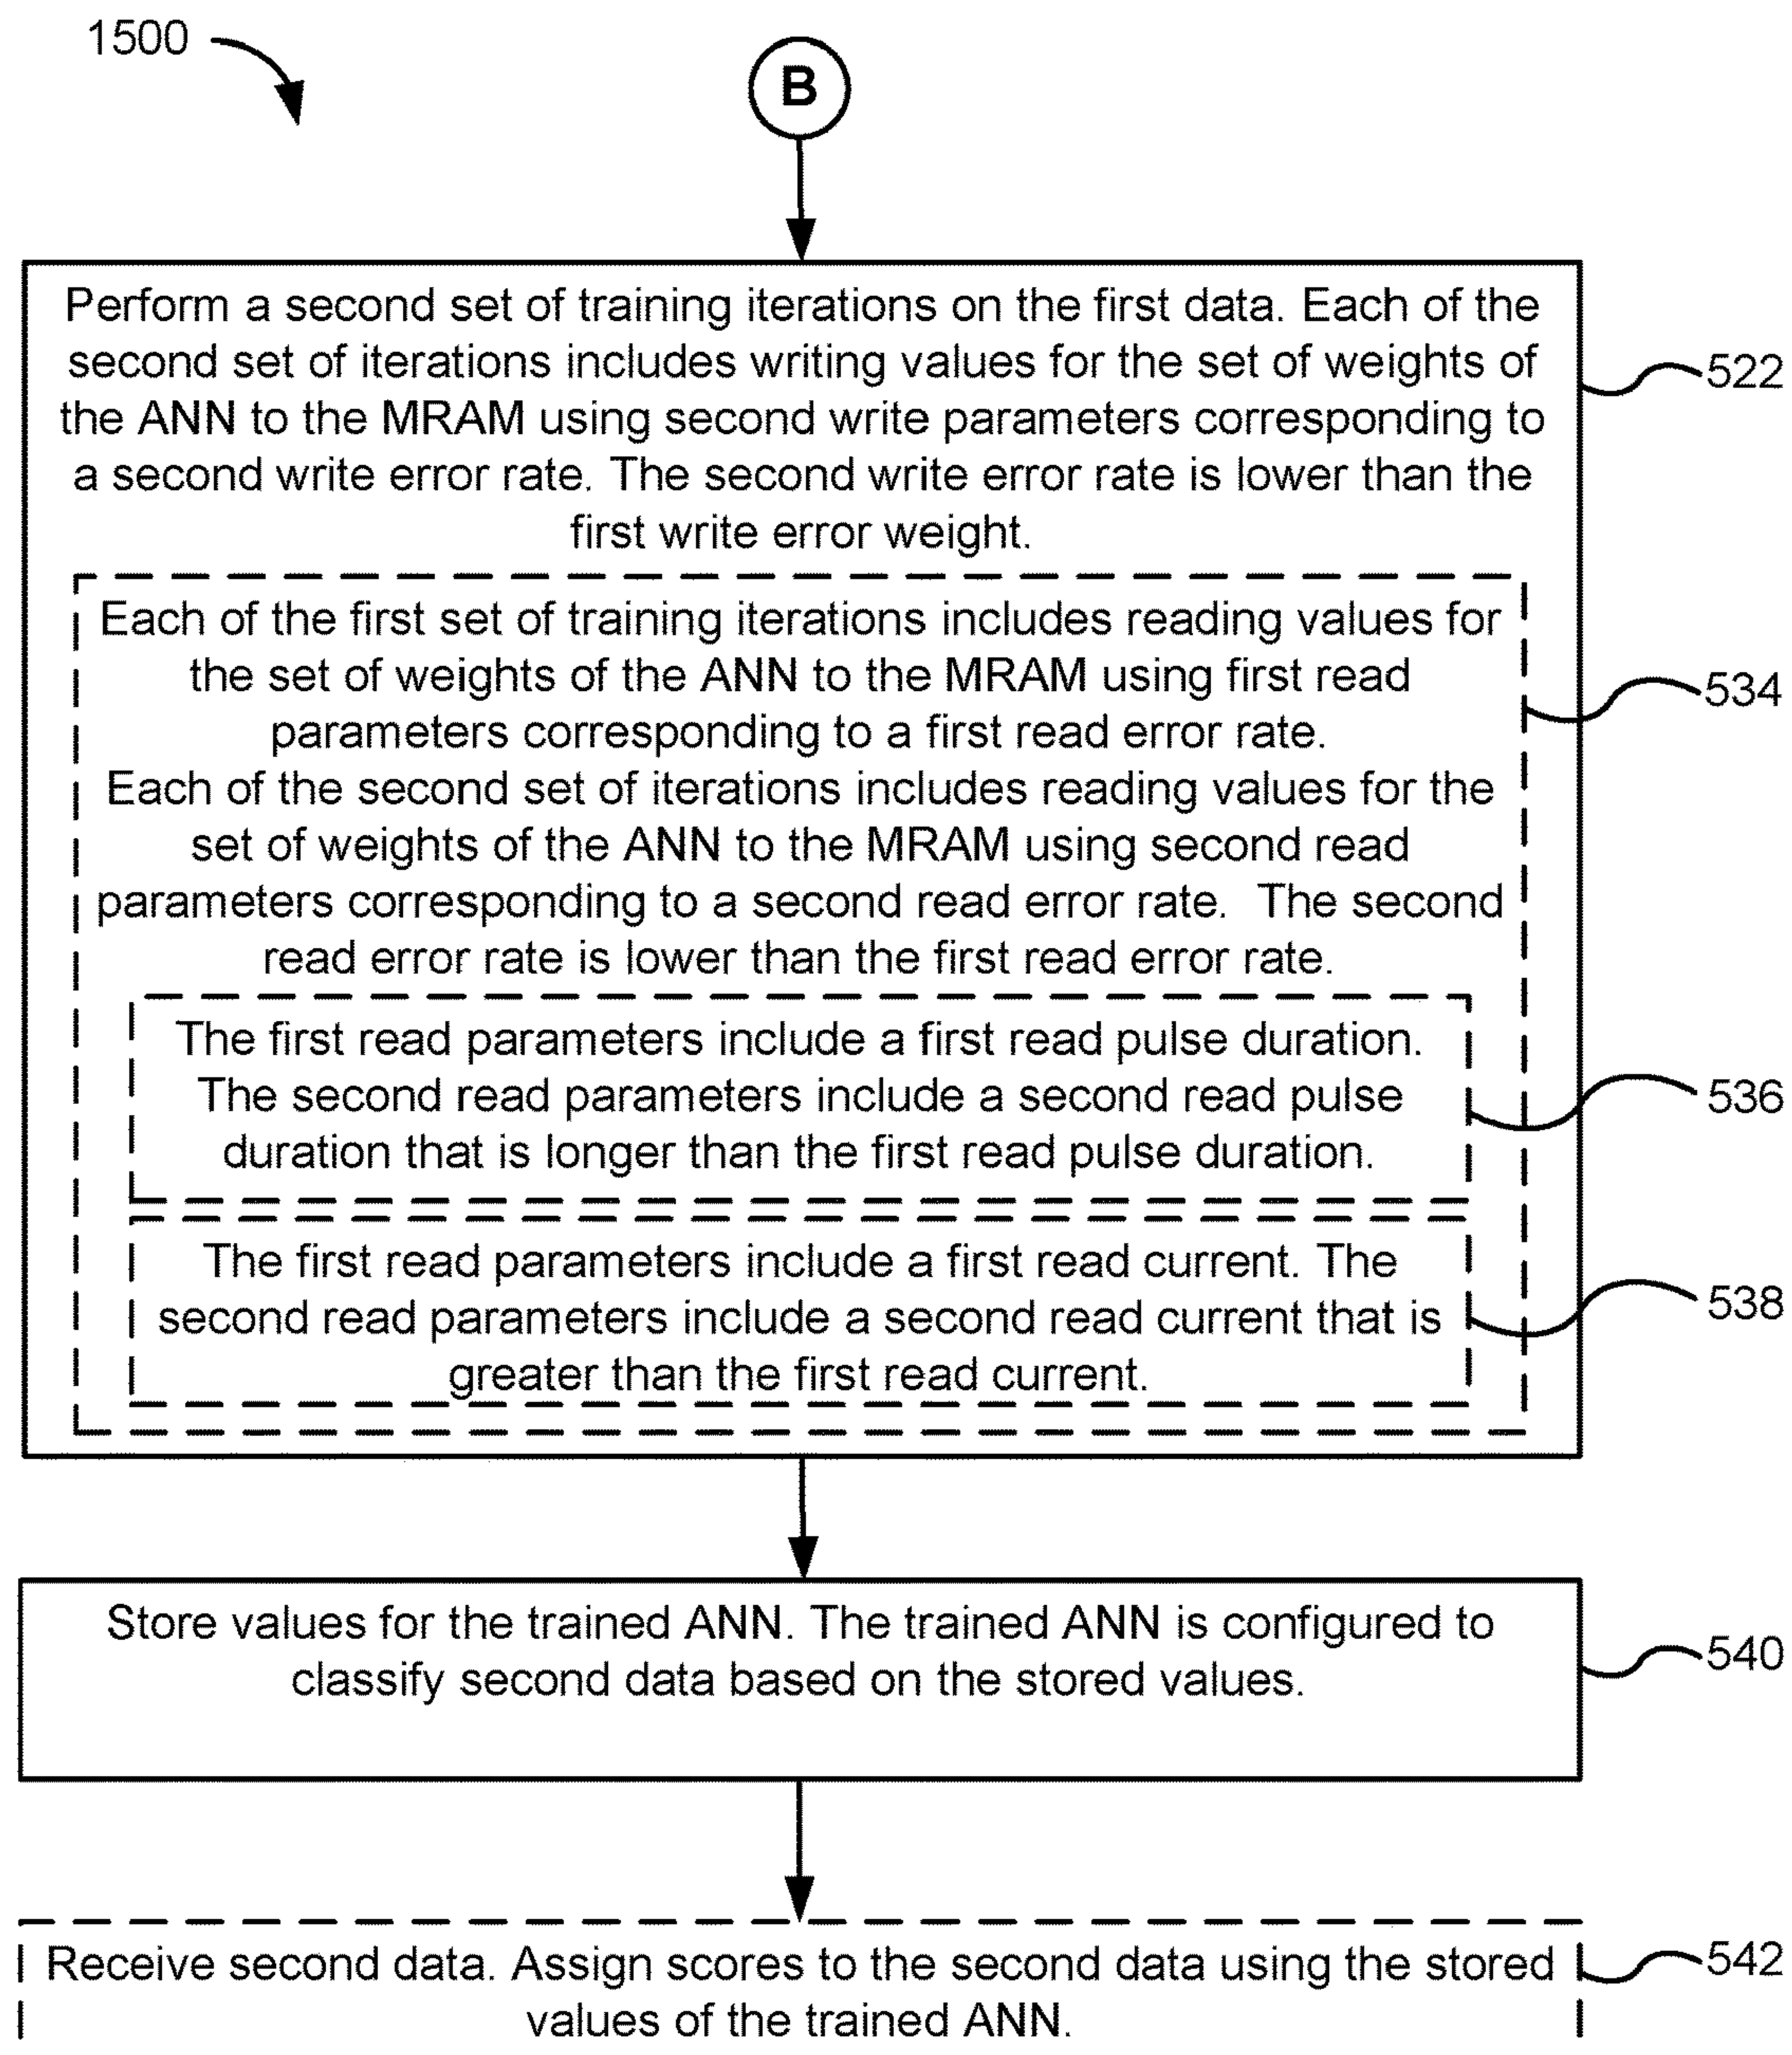 1500
B
Perform a second set of training iterations on the first data. Each of the
second set of iterations includes writing values for the set of weights of
the ANN to the MRAM using second write parameters corresponding to
a second write error rate. The second write error rate is lower than the
first write error weight.
522
Each of the first set of training iterations includes reading values for
the set of weights of the ANN to the MRAM using first read
parameters corresponding to a first read error rate.
534
Each of the second set of iterations includes reading values for the
set of weights of the ANN to the MRAM using second read
parameters corresponding to a second read error rate. The second
read error rate is lower than the first read error rate.
The first read parameters include a first read pulse duration.
The second read parameters include a second read pulse
duration that is longer than the first read pulse duration.
536
The first read parameters include a first read current. The
second read parameters include a second read current that is
greater than the first read current.
538
Store values for the trained ANN. The trained ANN is configured to
classify second data based on the stored values.
540
Receive second data. Assign scores to the second data using the stored
values of the trained ANN.
542